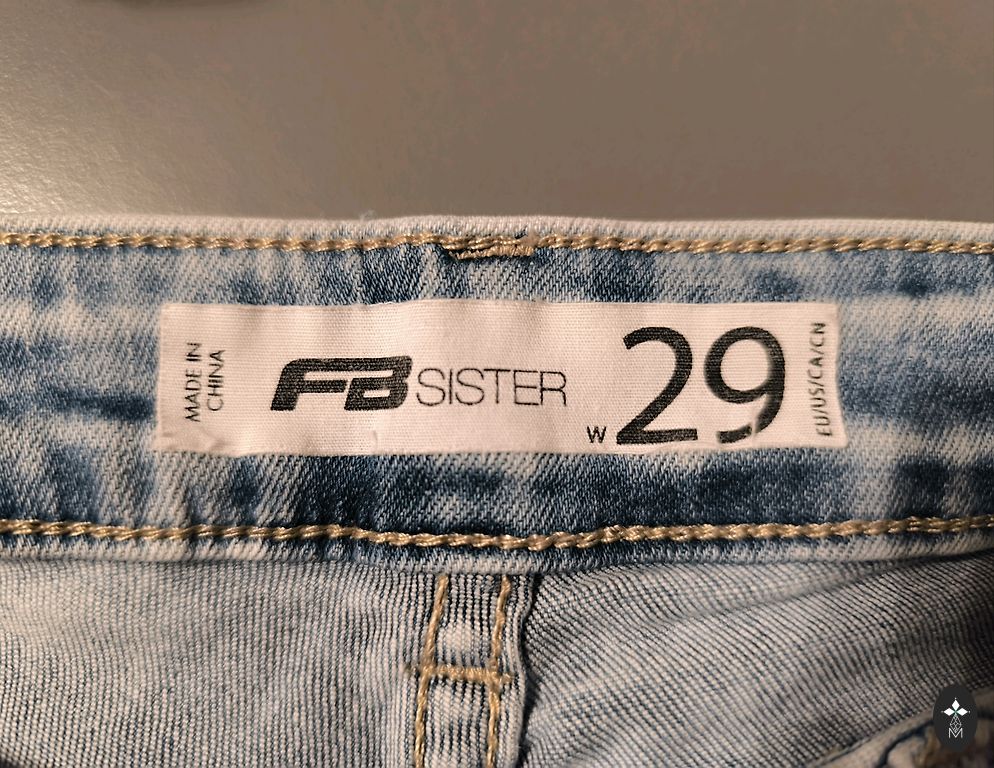 MADE IN
CHINA
FB SISTER
W 29
EU/US/CA/CN
M